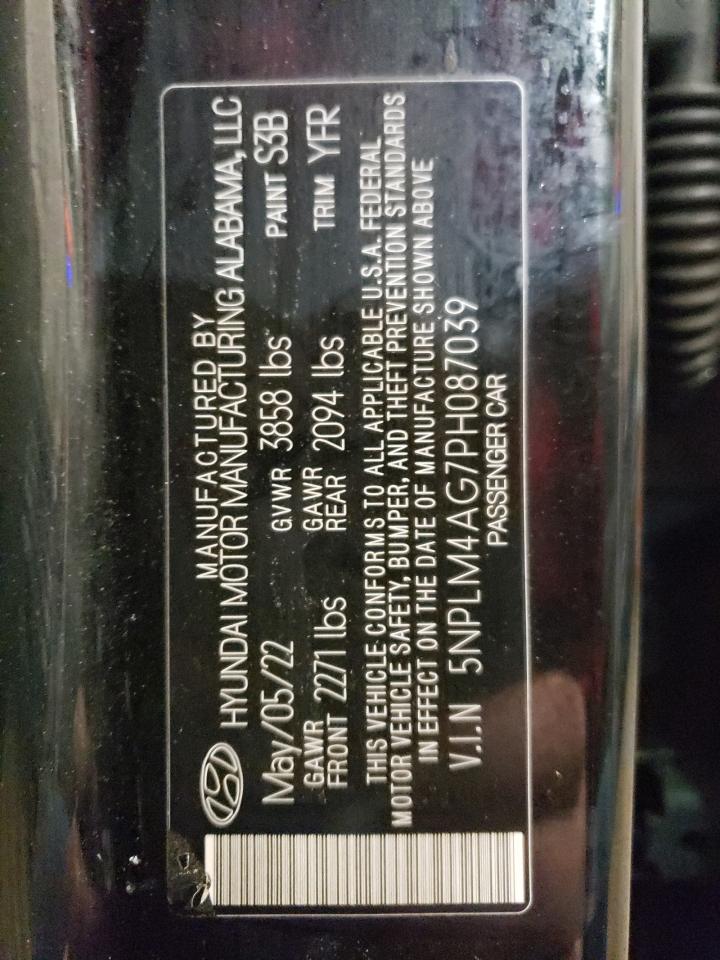 MANUFACTURED BY
HYUNDAI MOTOR MANUFACTURING ALABAMA, LLC
May/05/22 G.V.W.R 3858 lbs PAINT S3B
GAWR FRONT 2271 lbs GAWR REAR 2094 lbs TRIM YFR
THIS VEHICLE CONFORMS TO ALL APPLICABLE U.S.A. FEDERAL
MOTOR VEHICLE SAFETY, BUMPER, AND THEFT PREVENTION STANDARDS
IN EFFECT ON THE DATE OF MANUFACTURE SHOWN ABOVE
V.I.N 5NPLM4AG7PH087039
PASSENGER CAR